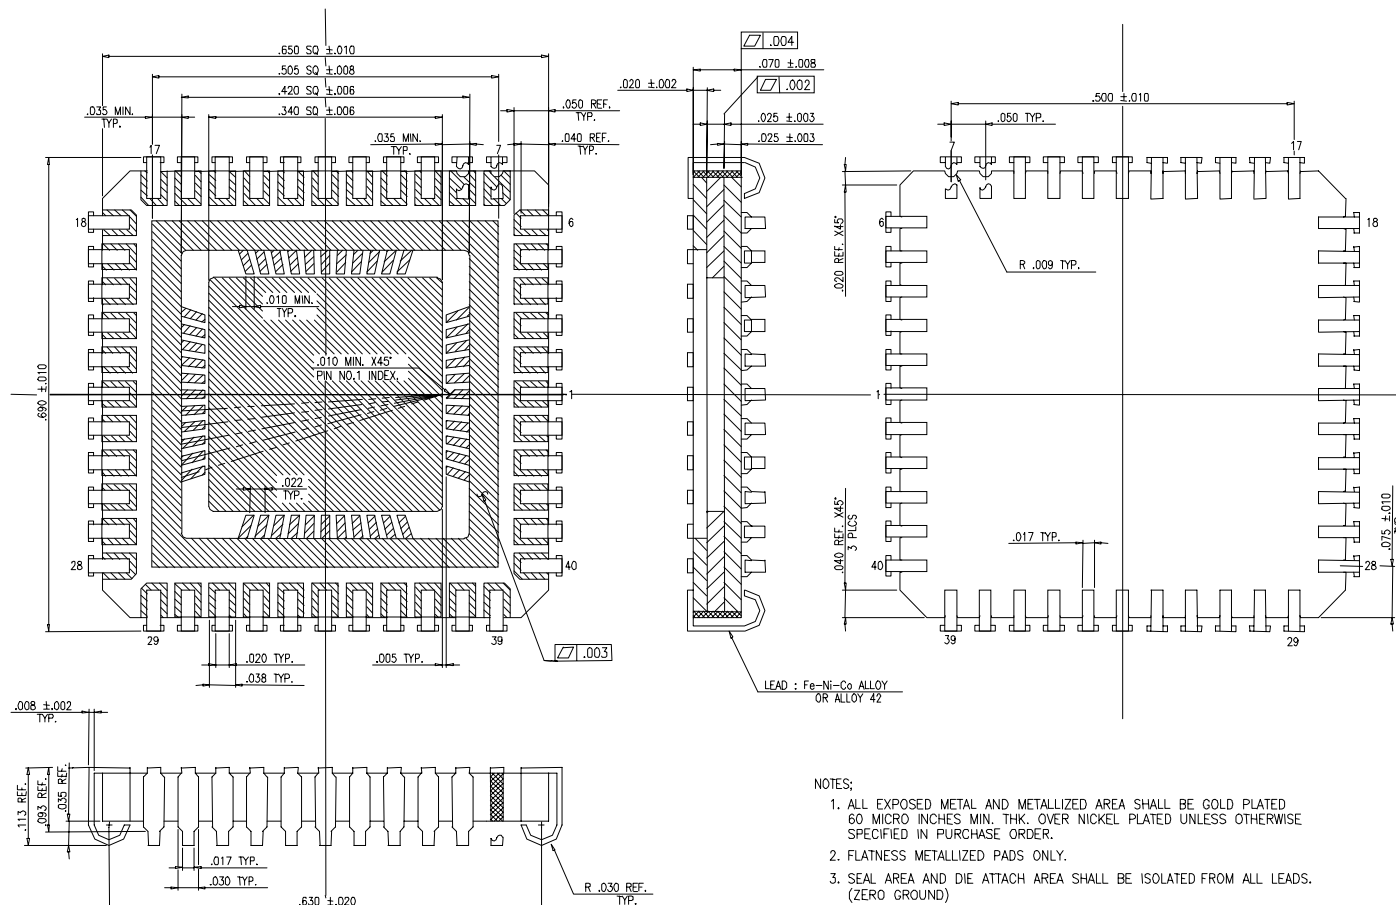 .650 SQ ±.010
.505 SQ ±.008
.420 SQ ±.006
.340 SQ ±.006
.035 MIN.
TYP.
.035 MIN.
TYP.
.050 REF.
TYP.
.040 REF.
TYP.
17
7
18
6
.690 ±.010
.010 MIN.
TYP.
.010 MIN. X45°
PIN NO.1 INDEX.
1
.022
TYP.
28
40
29
39
.020 TYP.
.038 TYP.
.005 TYP.
.003
.004
.070 ±.008
.020 ±.002
.002
.025 ±.003
.025 ±.003
LEAD : Fe-Ni-Co ALLOY
OR ALLOY 42
.500 ±.010
.050 TYP.
7
17
.020 REF. X45°
R .009 TYP.
6
18
1
.040 REF. X45°
3 PLCS
.017 TYP.
.075 ±.010
40
28
39
29
.008 ±.002
TYP.
.113 REF.
.093 REF.
.035 REF.
.017 TYP.
.030 TYP.
.630 ±.020
R .030 REF.
TYP.
NOTES;
1. ALL EXPOSED METAL AND METALLIZED AREA SHALL BE GOLD PLATED
60 MICRO INCHES MIN. THK. OVER NICKEL PLATED UNLESS OTHERWISE
SPECIFIED IN PURCHASE ORDER.
2. FLATNESS METALLIZED PADS ONLY.
3. SEAL AREA AND DIE ATTACH AREA SHALL BE ISOLATED FROM ALL LEADS.
(ZERO GROUND)